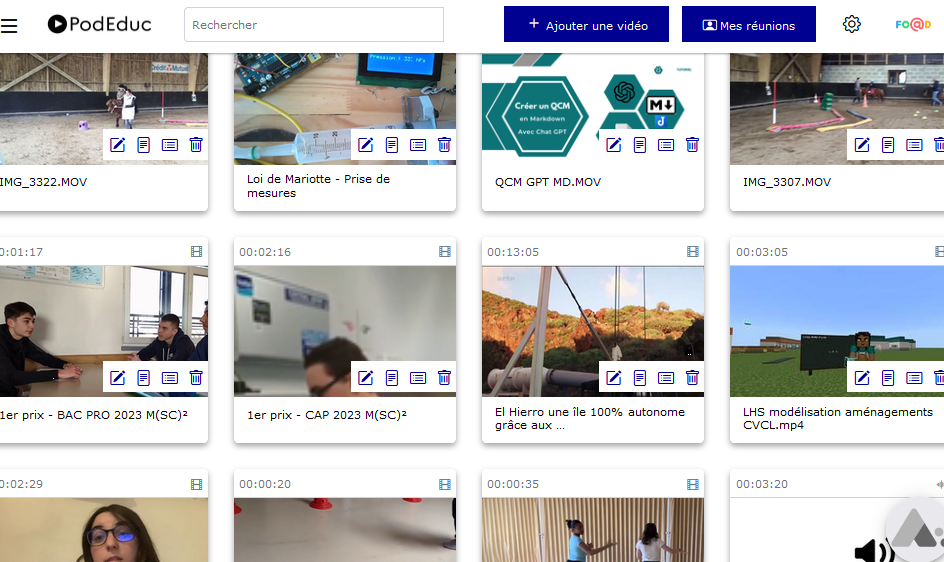 PodEduc
Rechercher
+ Ajouter une vidéo
Mes réunions
FO@D
Crédit Mutuel
Créer un QCM
en Markdown
Avec Chat GPT
TUTORIEL
M
IMG_3322.MOV
Loi de Mariotte - Prise de
mesures
QCM GPT MD.MOV
IMG_3307.MOV
0:01:17
00:02:16
00:13:05
00:03:05
1er prix - BAC PRO 2023 M(SC)²
1er prix - CAP 2023 M(SC)²
El Hierro une île 100% autonome
grâce aux ...
LHS modélisation aménagements
CVCL.mp4
0:02:29
00:00:20
00:00:35
00:03:20